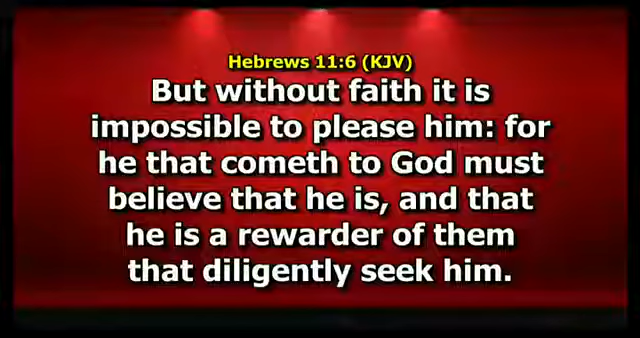 Hebrews 11:6 (KJV)
But without faith it is
impossible to please him: for
he that cometh to God must
believe that he is, and that
he is a rewarder of them
that diligently seek him.